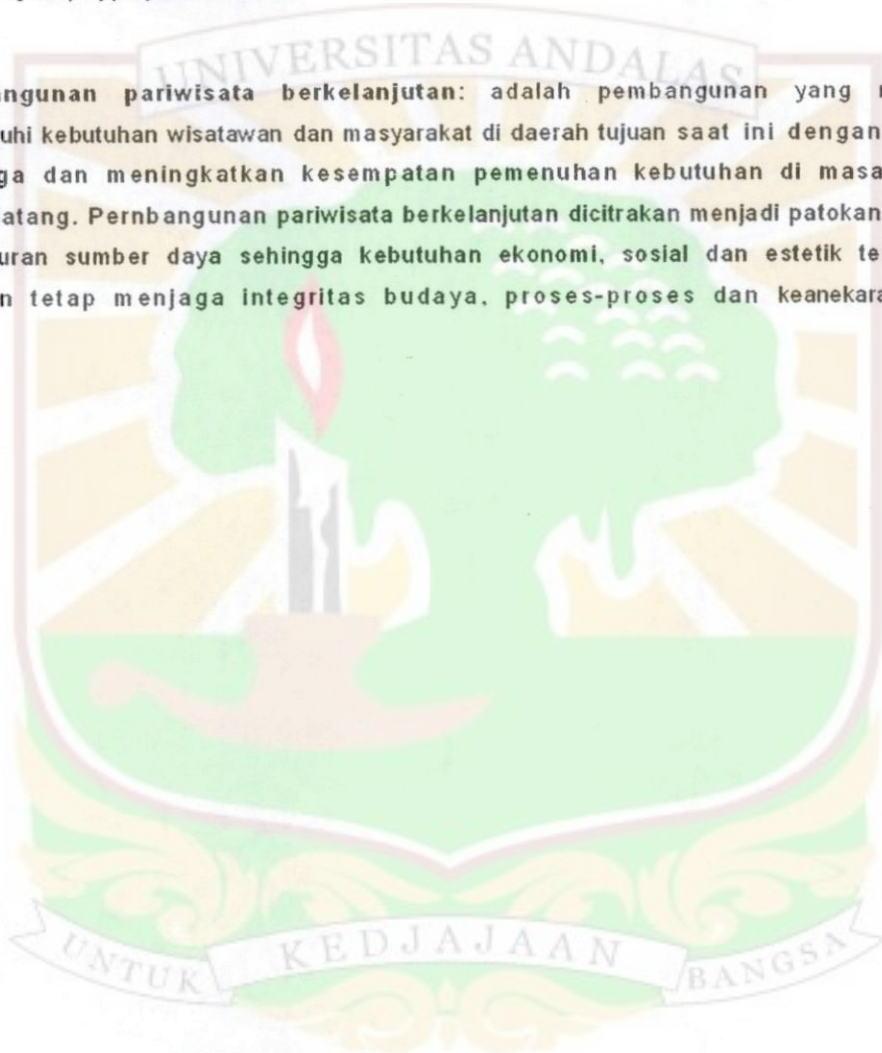 UNIVERSITAS ANDALAS
ngunan pariwisata berkelanjutan: adalah pembangunan yang
uhi kebutuhan wisatawan dan masyarakat di daerah tujuan saat ini dengan
ga dan meningkatkan kesempatan pemenuhan kebutuhan di masa
atang. Pernbangunan pariwisata berkelanjutan dicitrakan menjadi patokan
uran sumber daya sehingga kebutuhan ekonomi, sosial dan estetik te
n tetap menjaga integritas budaya, proses-proses dan keanekara
UNTUK KEDJAJAAN BANGSA